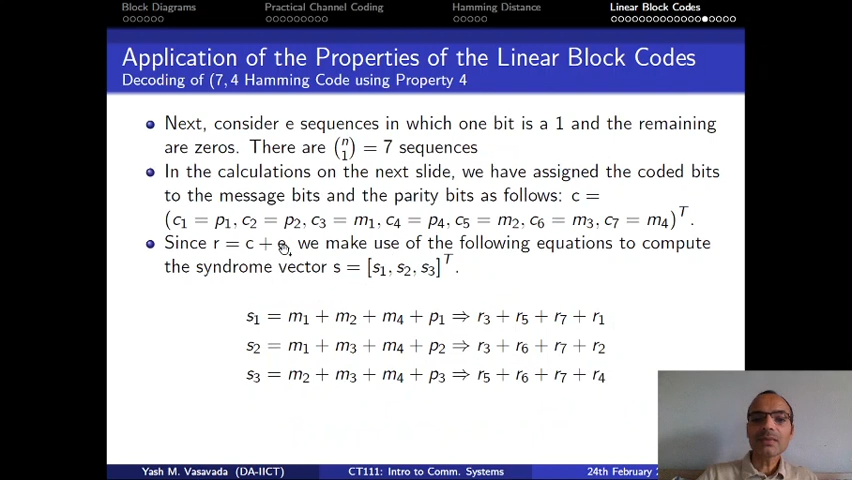 Block Diagrams
Practical Channel Coding
Hamming Distance
Linear Block Codes
Application of the Properties of the Linear Block Codes
Decoding of (7, 4 Hamming Code using Property 4
Next, consider e sequences in which one bit is a 1 and the remaining
are zeros. There are (n 1) = 7 sequences
In the calculations on the next slide, we have assigned the coded bits
to the message bits and the parity bits as follows: c =
(c₁ = p₁, c₂ = p₂, c₃ = m₁, c₄ = p₄, c₅ = m₂, c₆ = m₃, c₇ = m₄)ᵀ.
Since r = c + e, we make use of the following equations to compute
the syndrome vector s = [s₁, s₂, s₃]ᵀ.
s₁ = m₁ + m₂ + m₄ + p₁ ⇒ r₃ + r₅ + r₇ + r₁
s₂ = m₁ + m₃ + m₄ + p₂ ⇒ r₃ + r₆ + r₇ + r₂
s₃ = m₂ + m₃ + m₄ + p₃ ⇒ r₅ + r₆ + r₇ + r₄
Yash M. Vasavada (DA-IICT)
CT111: Intro to Comm. Systems
24th February